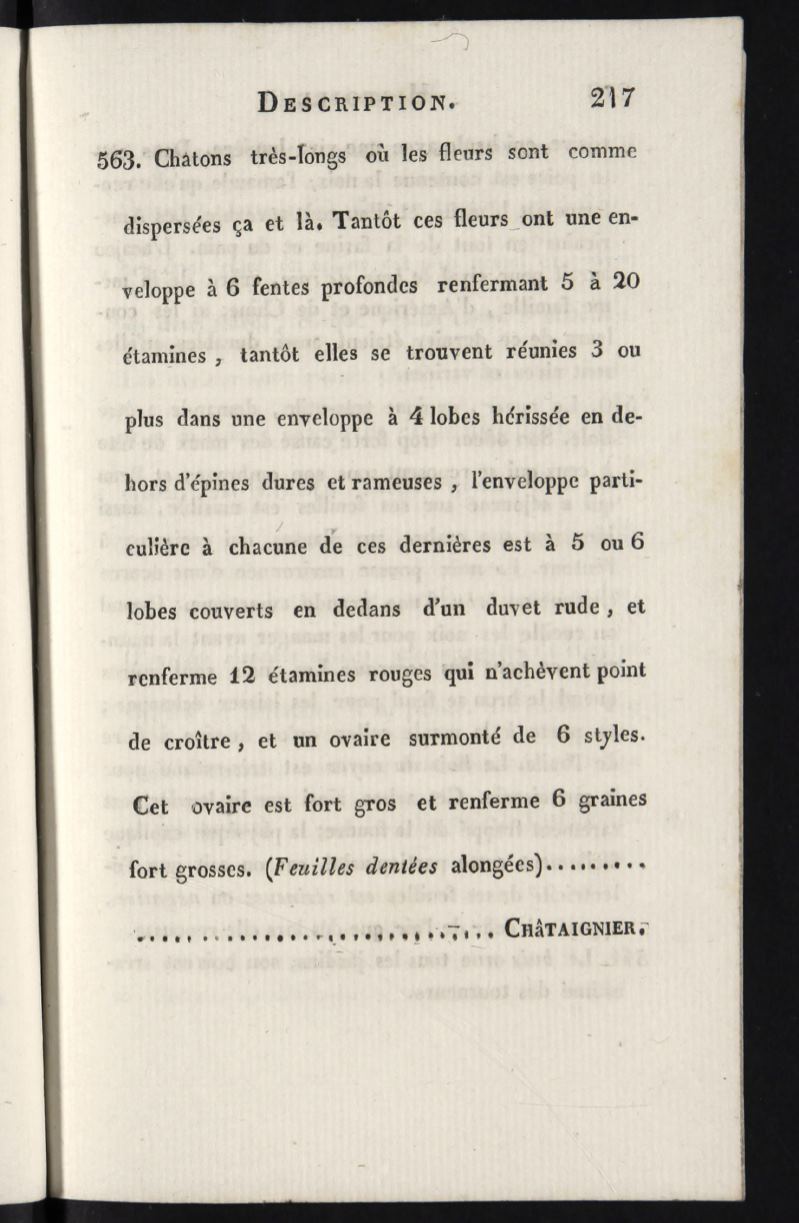 DESCRIPTION. 217
563. Chatons très-longs où les fleurs sont comme
dispersées ça et là. Tantôt ces fleurs ont une en-
veloppe à 6 fentes profondes renfermant 5 à 20
étamines , tantôt elles se trouvent réunies 3 ou
plus dans une enveloppe à 4 lobes hérissée en de-
hors d'épines dures et rameuses , l'enveloppe parti-
culière à chacune de ces dernières est à 5 ou 6
lobes couverts en dedans d'un duvet rude , et
renferme 12 étamines rouges qui n'achèvent point
de croître , et un ovaire surmonté de 6 styles.
Cet ovaire est fort gros et renferme 6 graines
fort grosses. (Feuilles dentées alongées).........
.............................. CHâTAIGNIER.